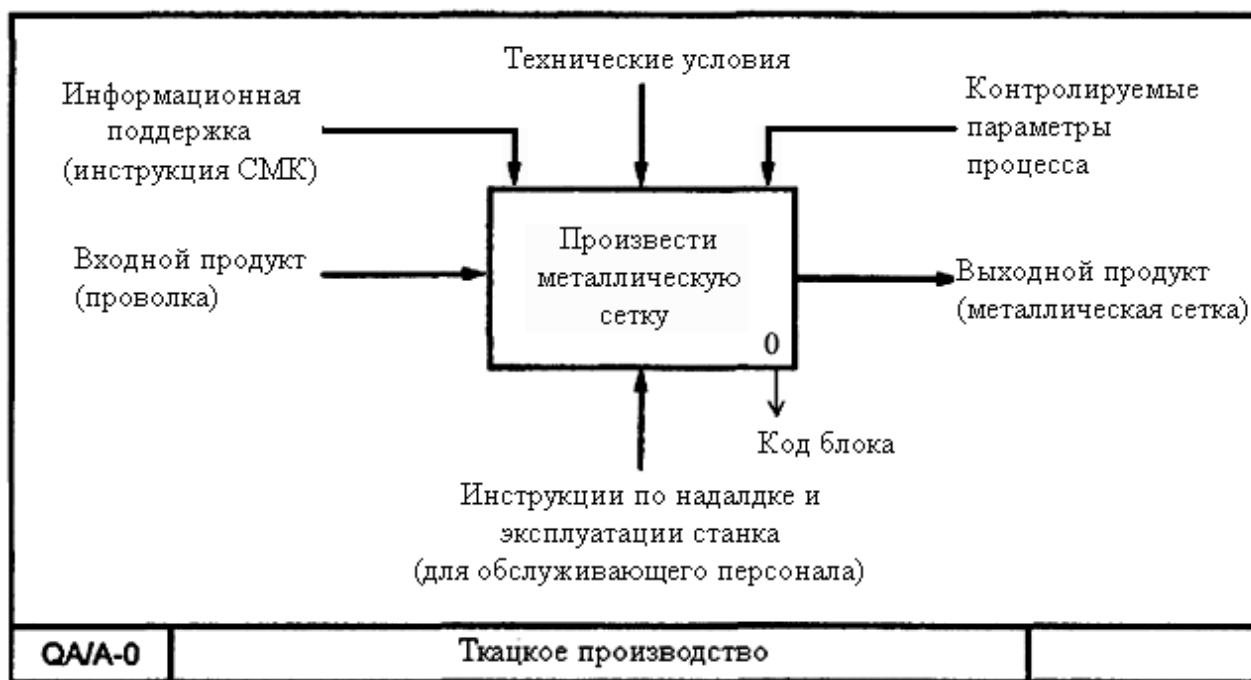 Технические условия
Информационная
поддержка
(инструкция СМК)
Контролируемые
параметры
процесса
Произвести
металлическую
сетку
0
Входной продукт
(проволка)
Выходной продукт
(металлическая сетка)
Код блока
Инструкции по надалдке и
эксплуатации станка
(для обслуживающего персонала)
QA/A-0
Ткацкое производство